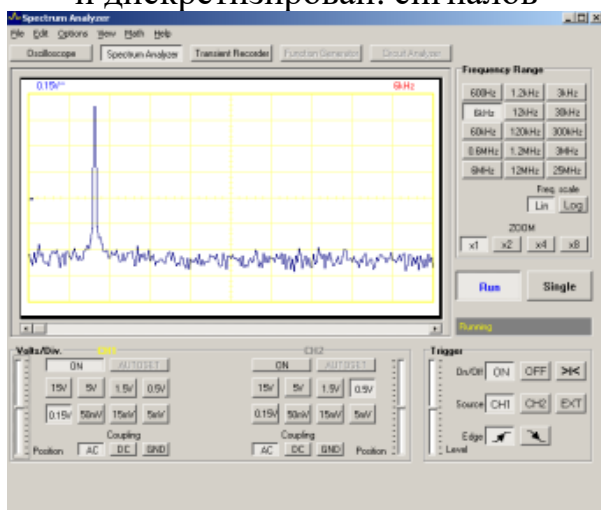 и дискретизирован. сигналов
Spectrum Analyzer
File Edit Options View Math Help
Oscilloscope Spectrum Analyzer Transient Recorder Function Generator Circuit Analyzer
0.15V~ 6kHz
Frequency Range
600Hz 1.2kHz 3kHz
6kHz 12kHz 30kHz
60kHz 120kHz 300kHz
0.6MHz 1.2MHz 3MHz
6MHz 12MHz 25MHz
Freq. scale
Lin Log
ZOOM
x1 x2 x4 x8
Run Single
Running
Volts/Div. CH1 CH2 Trigger
ON AUTOSET ON AUTOSET On/Off ON OFF
15V 5V 1.5V 0.5V 15V 5V 1.5V 0.5V
Source CH1 CH2 EXT
0.15V 50mV 15mV 5mV 0.15V 50mV 15mV 5mV
Coupling Coupling Edge
Position AC DC GND AC DC GND Position Level